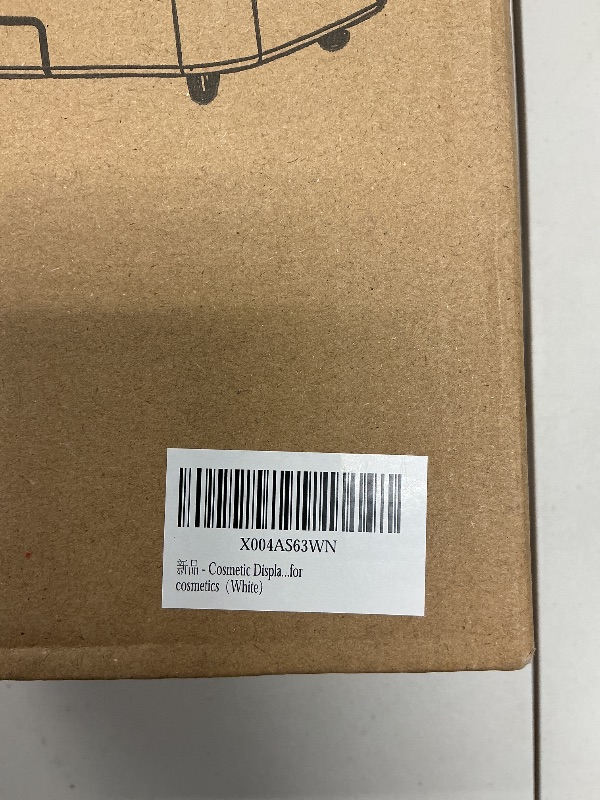 X004AS63WN
新品 - Cosmetic Displa...for
cosmetics（White）